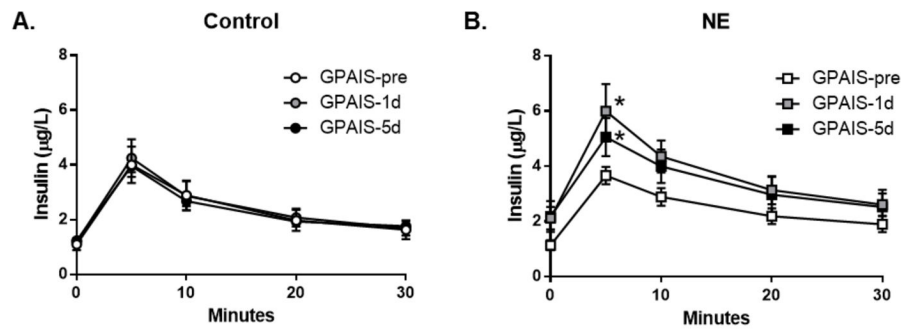 A.
Control
8
6
4
2
0
Insulin (µg/L)
GPAIS-pre
GPAIS-1d
GPAIS-5d
0 10 20 30
Minutes
B.
NE
8
6
4
2
0
Insulin (µg/L)
GPAIS-pre
GPAIS-1d
GPAIS-5d
*
*
0 10 20 30
Minutes